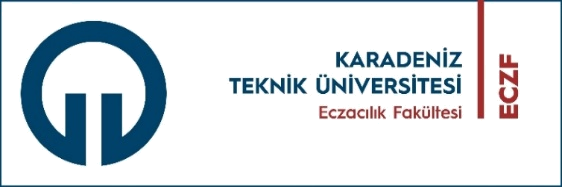 KARADENİZ
TEKNİK ÜNİVERSİTESİ
Eczacılık Fakültesi
ECZF